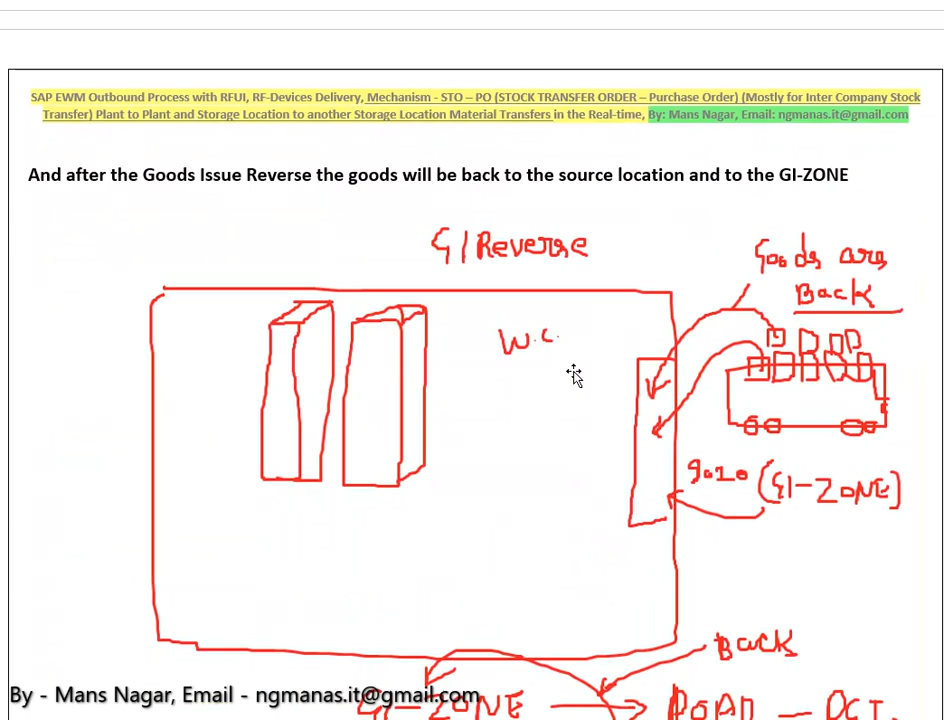 SAP EWM Outbound Process with RFUI, RF-Devices Delivery, Mechanism - STO – PO (STOCK TRANSFER ORDER – Purchase Order) (Mostly for Inter Company Stock
Transfer) Plant to Plant and Storage Location to another Storage Location Material Transfers in the Real-time, By: Mans Nagar, Email: ngmanas.it@gmail.com
And after the Goods Issue Reverse the goods will be back to the source location and to the GI-ZONE
GI Reverse
Goods are
Back
W.C.
9020 (GI-ZONE)
Back
By - Mans Nagar, Email - ngmanas.it@gmail.com
GI-ZONE